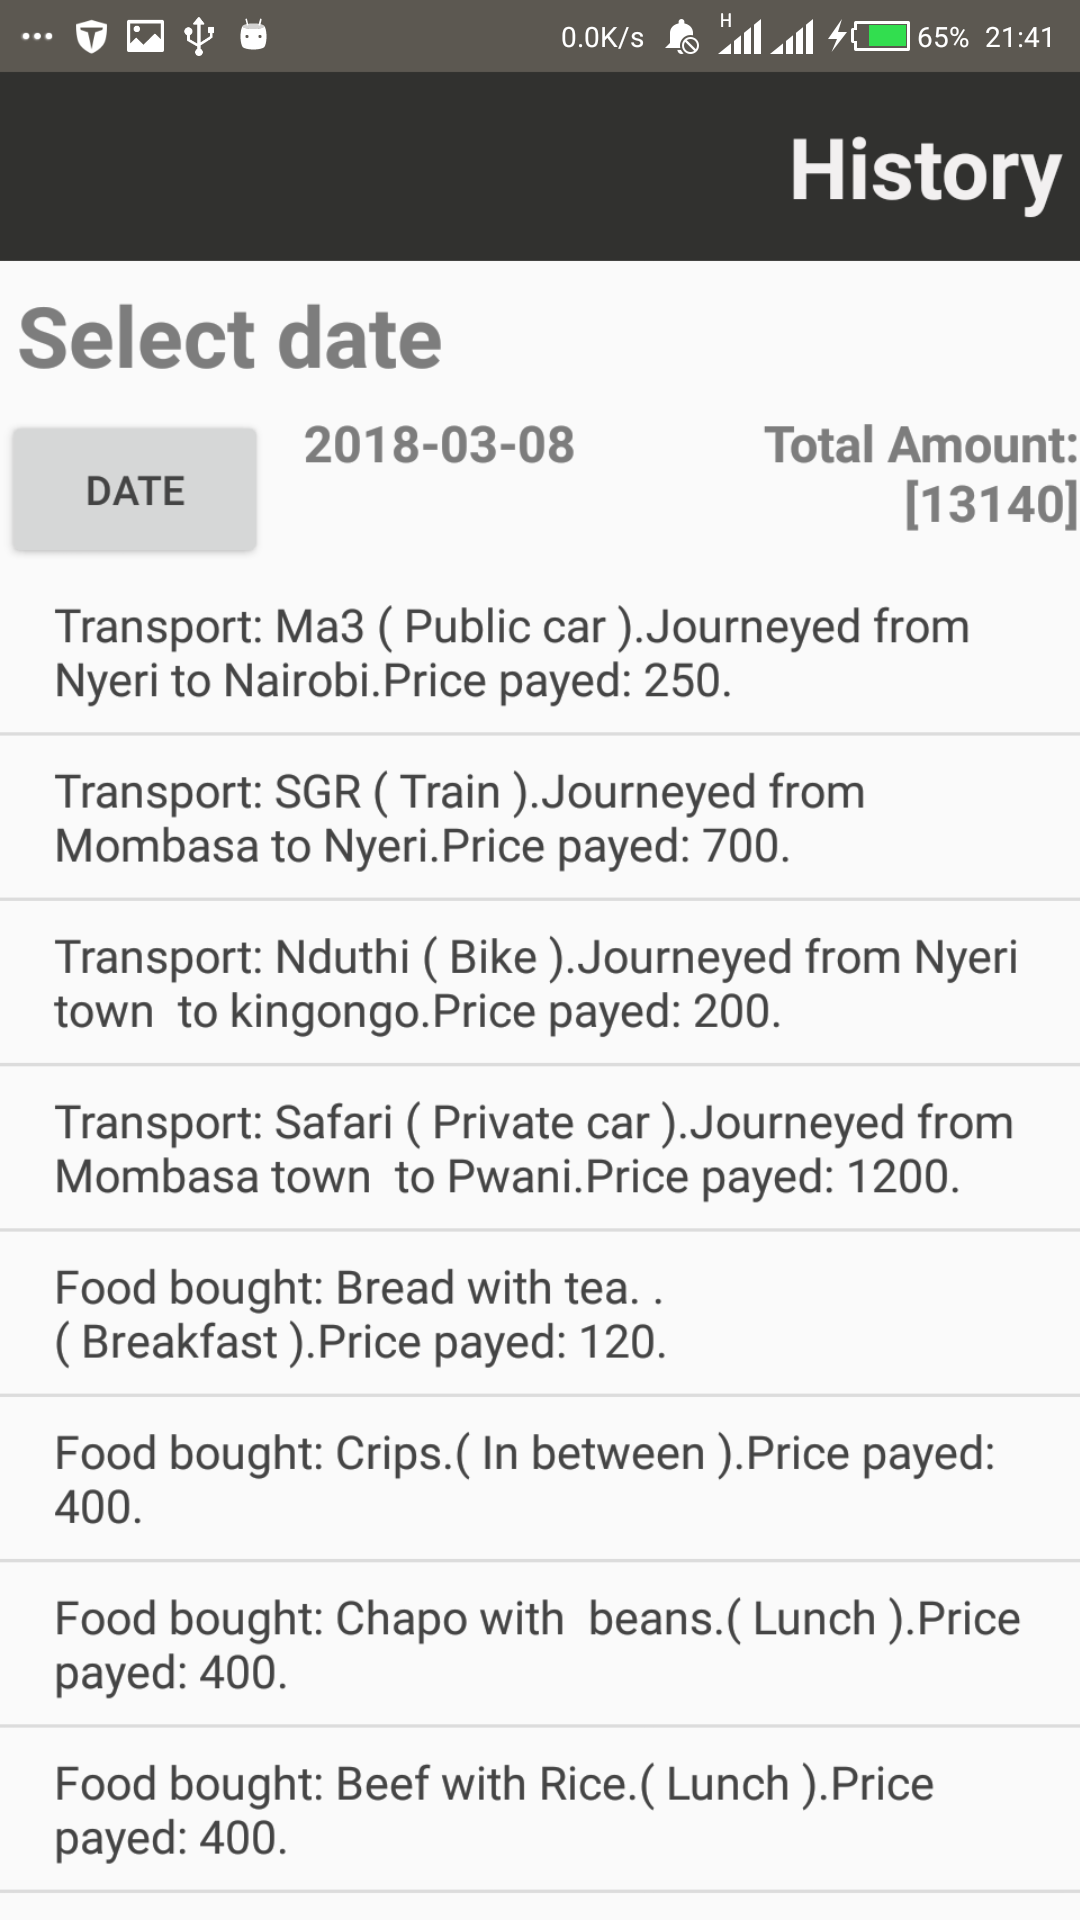 0.0K/s H 65% 21:41
History
Select date
DATE
2018-03-08
Total Amount:
[13140]
Transport: Ma3 ( Public car ).Journeyed from
Nyeri to Nairobi.Price payed: 250.
Transport: SGR ( Train ).Journeyed from
Mombasa to Nyeri.Price payed: 700.
Transport: Nduthi ( Bike ).Journeyed from Nyeri
town  to kingongo.Price payed: 200.
Transport: Safari ( Private car ).Journeyed from
Mombasa town  to Pwani.Price payed: 1200.
Food bought: Bread with tea. .
( Breakfast ).Price payed: 120.
Food bought: Crips.( In between ).Price payed:
400.
Food bought: Chapo with  beans.( Lunch ).Price
payed: 400.
Food bought: Beef with Rice.( Lunch ).Price
payed: 400.